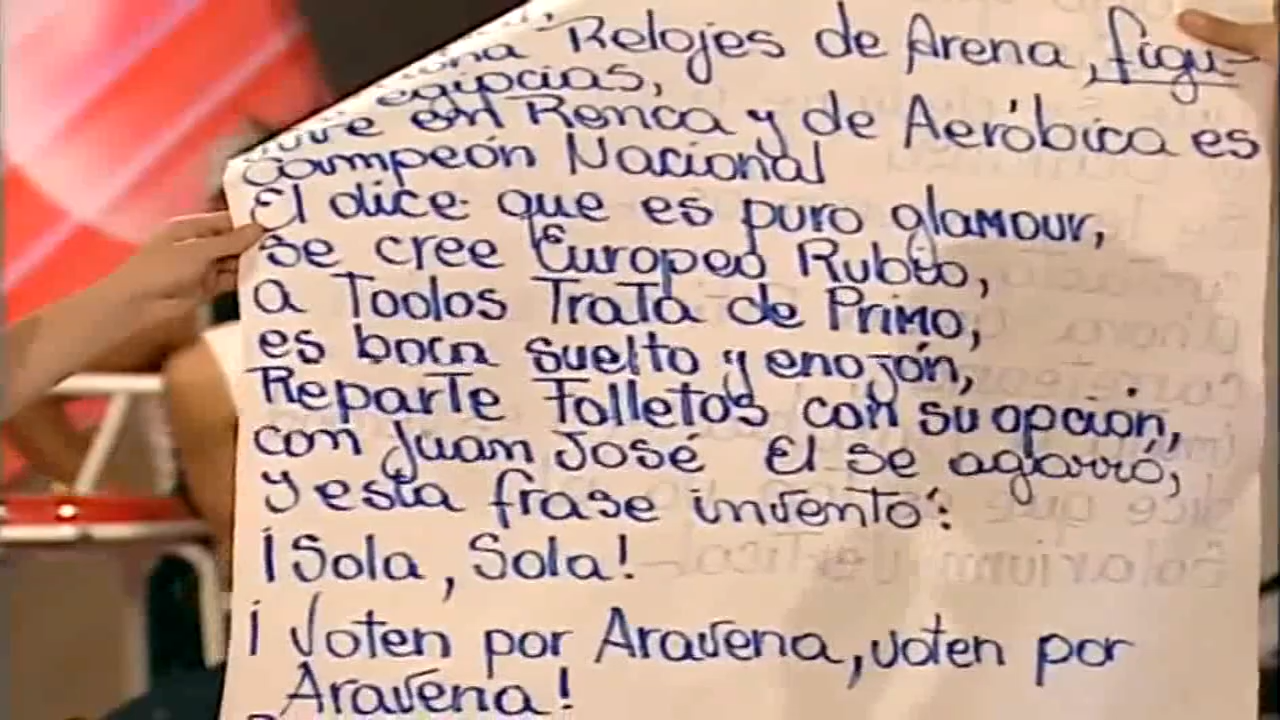 Relojes de Arena, figu-
egipcias,
vive en Renca y de Aeróbica es
campeón Nacional
El dice que es puro glamour,
se cree Europeo Rubio,
a Todos Trata de Primo,
es boca suelto y enojón,
Reparte folletos con su opción,
con Juan José El se agarró,
y esta frase inventó:
¡Sola, Sola!
¡Voten por Aravena, voten por
Aravena!